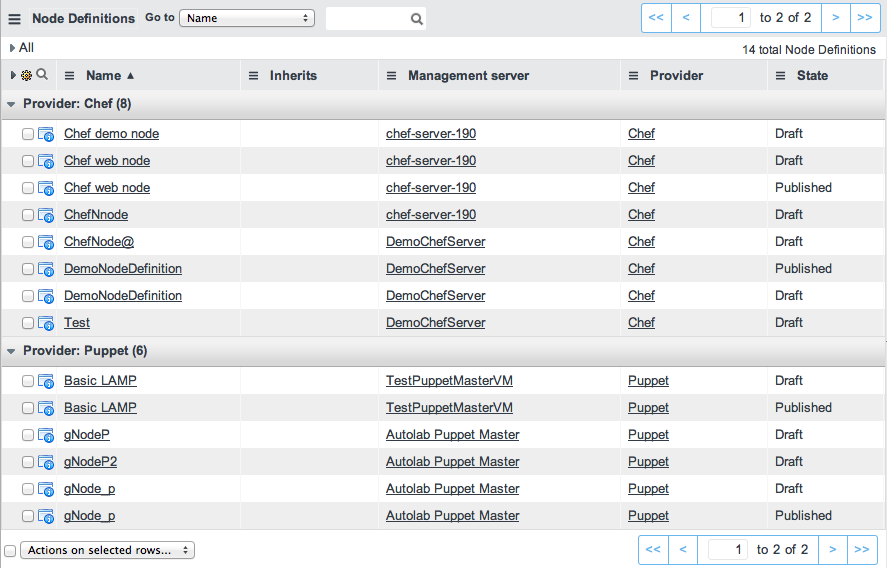 Node Definitions Go to Name << < 1 to 2 of 2 > >>
All 14 total Node Definitions
Name ▲ Inherits Management server Provider State
Provider: Chef (8)
Chef demo node chef-server-190 Chef Draft
Chef web node chef-server-190 Chef Draft
Chef web node chef-server-190 Chef Published
ChefNnode chef-server-190 Chef Draft
ChefNode@ DemoChefServer Chef Draft
DemoNodeDefinition DemoChefServer Chef Published
DemoNodeDefinition DemoChefServer Chef Draft
Test DemoChefServer Chef Draft
Provider: Puppet (6)
Basic LAMP TestPuppetMasterVM Puppet Draft
Basic LAMP TestPuppetMasterVM Puppet Published
gNodeP Autolab Puppet Master Puppet Draft
gNodeP2 Autolab Puppet Master Puppet Draft
gNode_p Autolab Puppet Master Puppet Draft
gNode_p Autolab Puppet Master Puppet Published
Actions on selected rows... << < 1 to 2 of 2 > >>